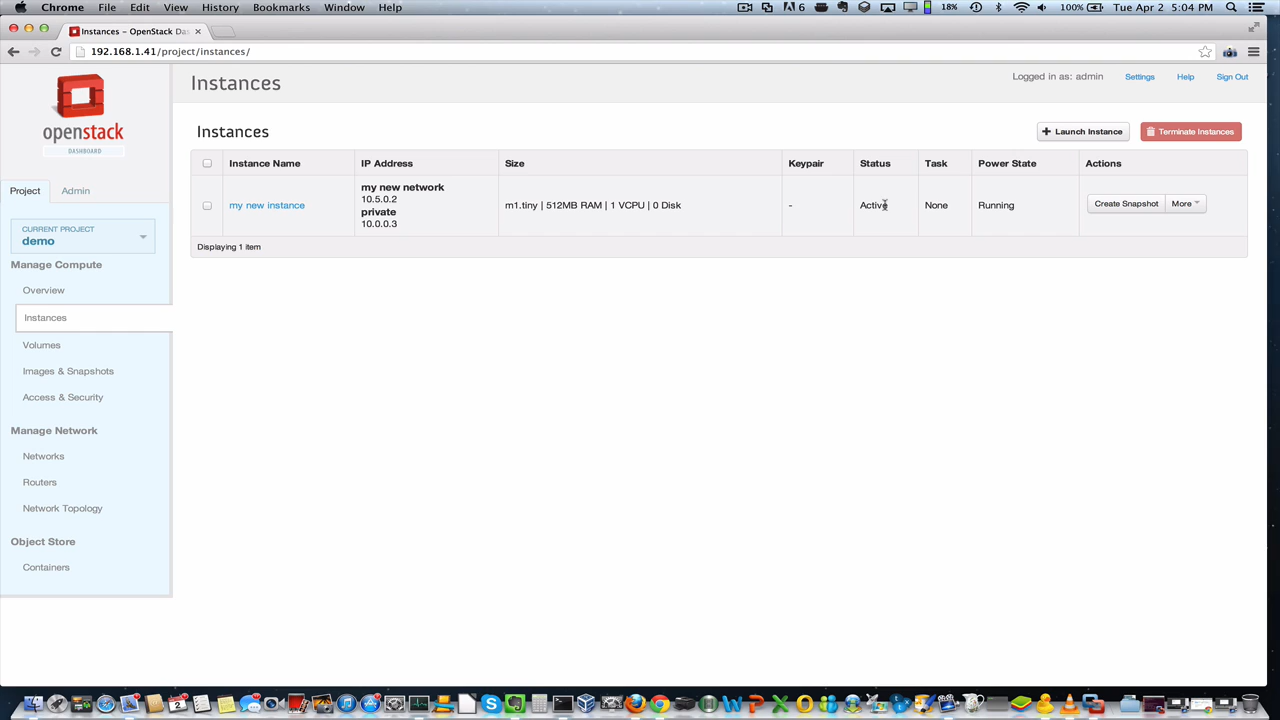 Chrome File Edit View History Bookmarks Window Help 6 18% 100% Tue Apr 2 5:04 PM
Instances - OpenStack Das
192.168.1.41/project/instances/
openstack
DASHBOARD
Project Admin
CURRENT PROJECT
demo
Manage Compute
Overview
Instances
Volumes
Images & Snapshots
Access & Security
Manage Network
Networks
Routers
Network Topology
Object Store
Containers
Instances
Logged in as: admin Settings Help Sign Out
Instances
Launch Instance Terminate Instances
Instance Name IP Address Size Keypair Status Task Power State Actions
my new instance
my new network
10.5.0.2
private
10.0.0.3
m1.tiny | 512MB RAM | 1 VCPU | 0 Disk - Active None Running Create Snapshot More
Displaying 1 item